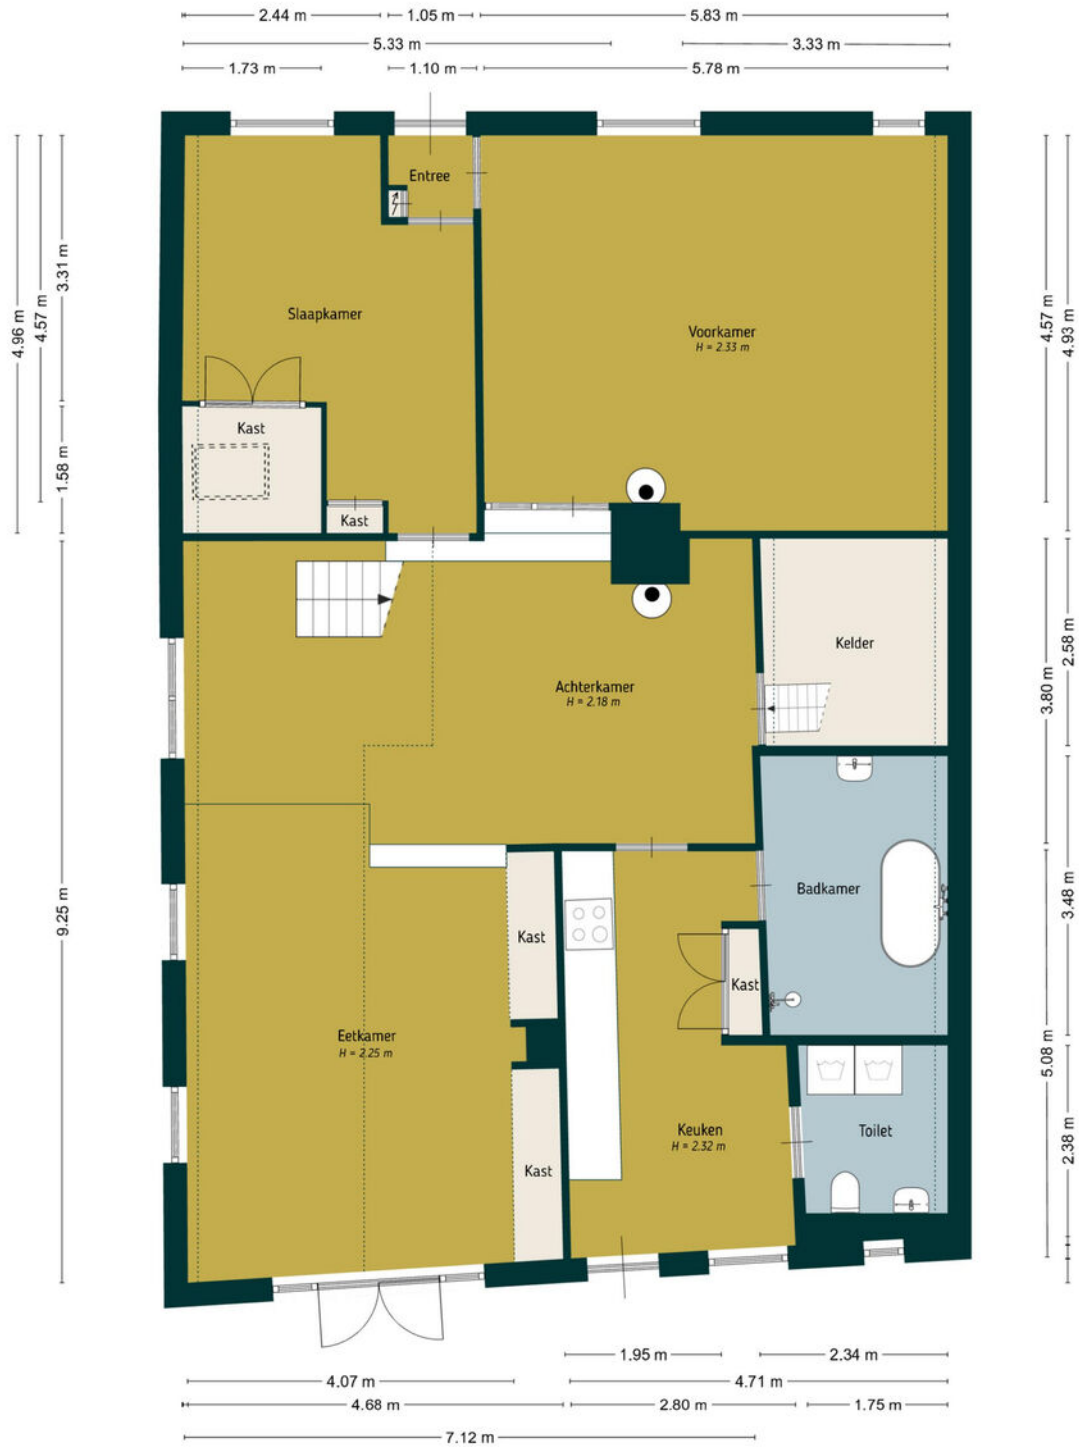 2.44 m
1.05 m
5.83 m
5.33 m
3.33 m
1.73 m
1.10 m
5.78 m
Entree
3.31 m
4.57 m
4.96 m
1.58 m
Slaapkamer
Voorkamer
H = 2.33 m
4.57 m
4.93 m
Kast
Kast
Kelder
2.58 m
3.80 m
Achterkamer
H = 2.18 m
9.25 m
Badkamer
3.48 m
Kast
Kast
Eetkamer
H = 2.25 m
5.08 m
Keuken
H = 2.32 m
Toilet
2.38 m
Kast
1.95 m
2.34 m
4.07 m
4.71 m
4.68 m
2.80 m
1.75 m
7.12 m